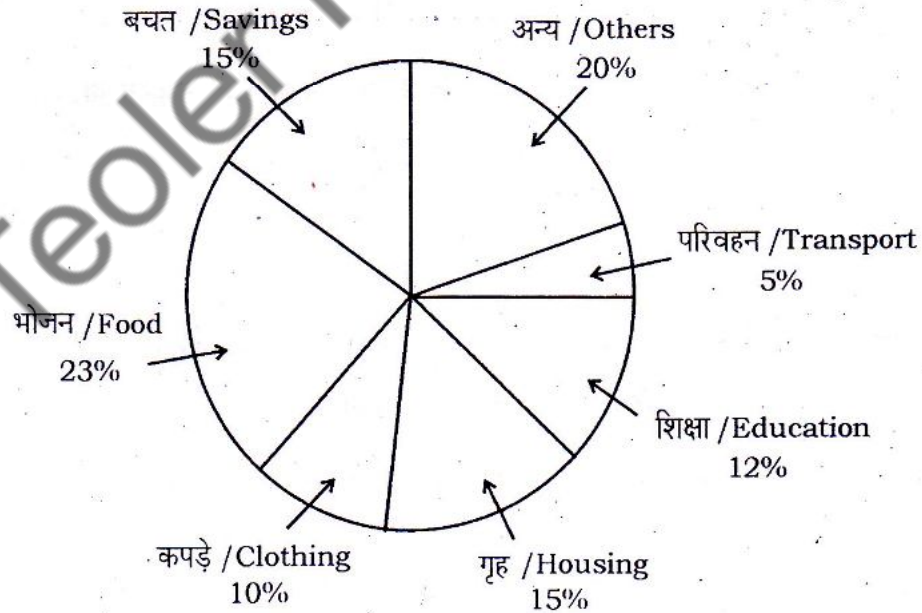 बचत /Savings
15%
अन्य /Others
20%
परिवहन /Transport
5%
भोजन /Food
23%
शिक्षा /Education
12%
कपड़े /Clothing
10%
गृह /Housing
15%
Teoler